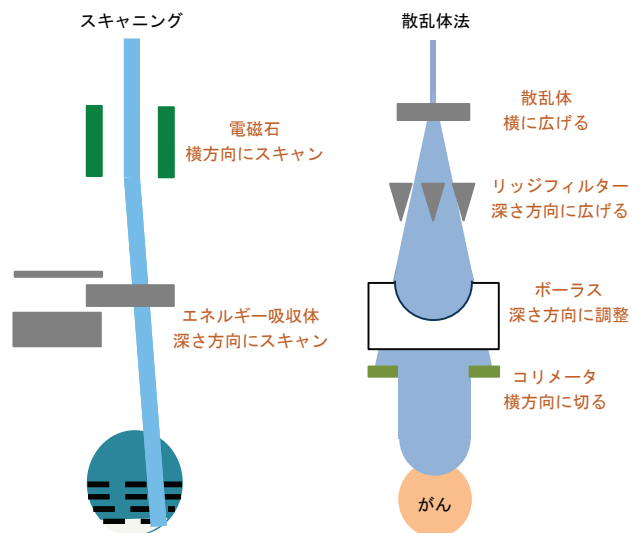 スキャニング
電磁石
横方向にスキャン
エネルギー吸収体
深さ方向にスキャン
散乱体法
散乱体
横に広げる
リッジフィルター
深さ方向に広げる
ボーラス
深さ方向に調整
コリメータ
横方向に切る
がん